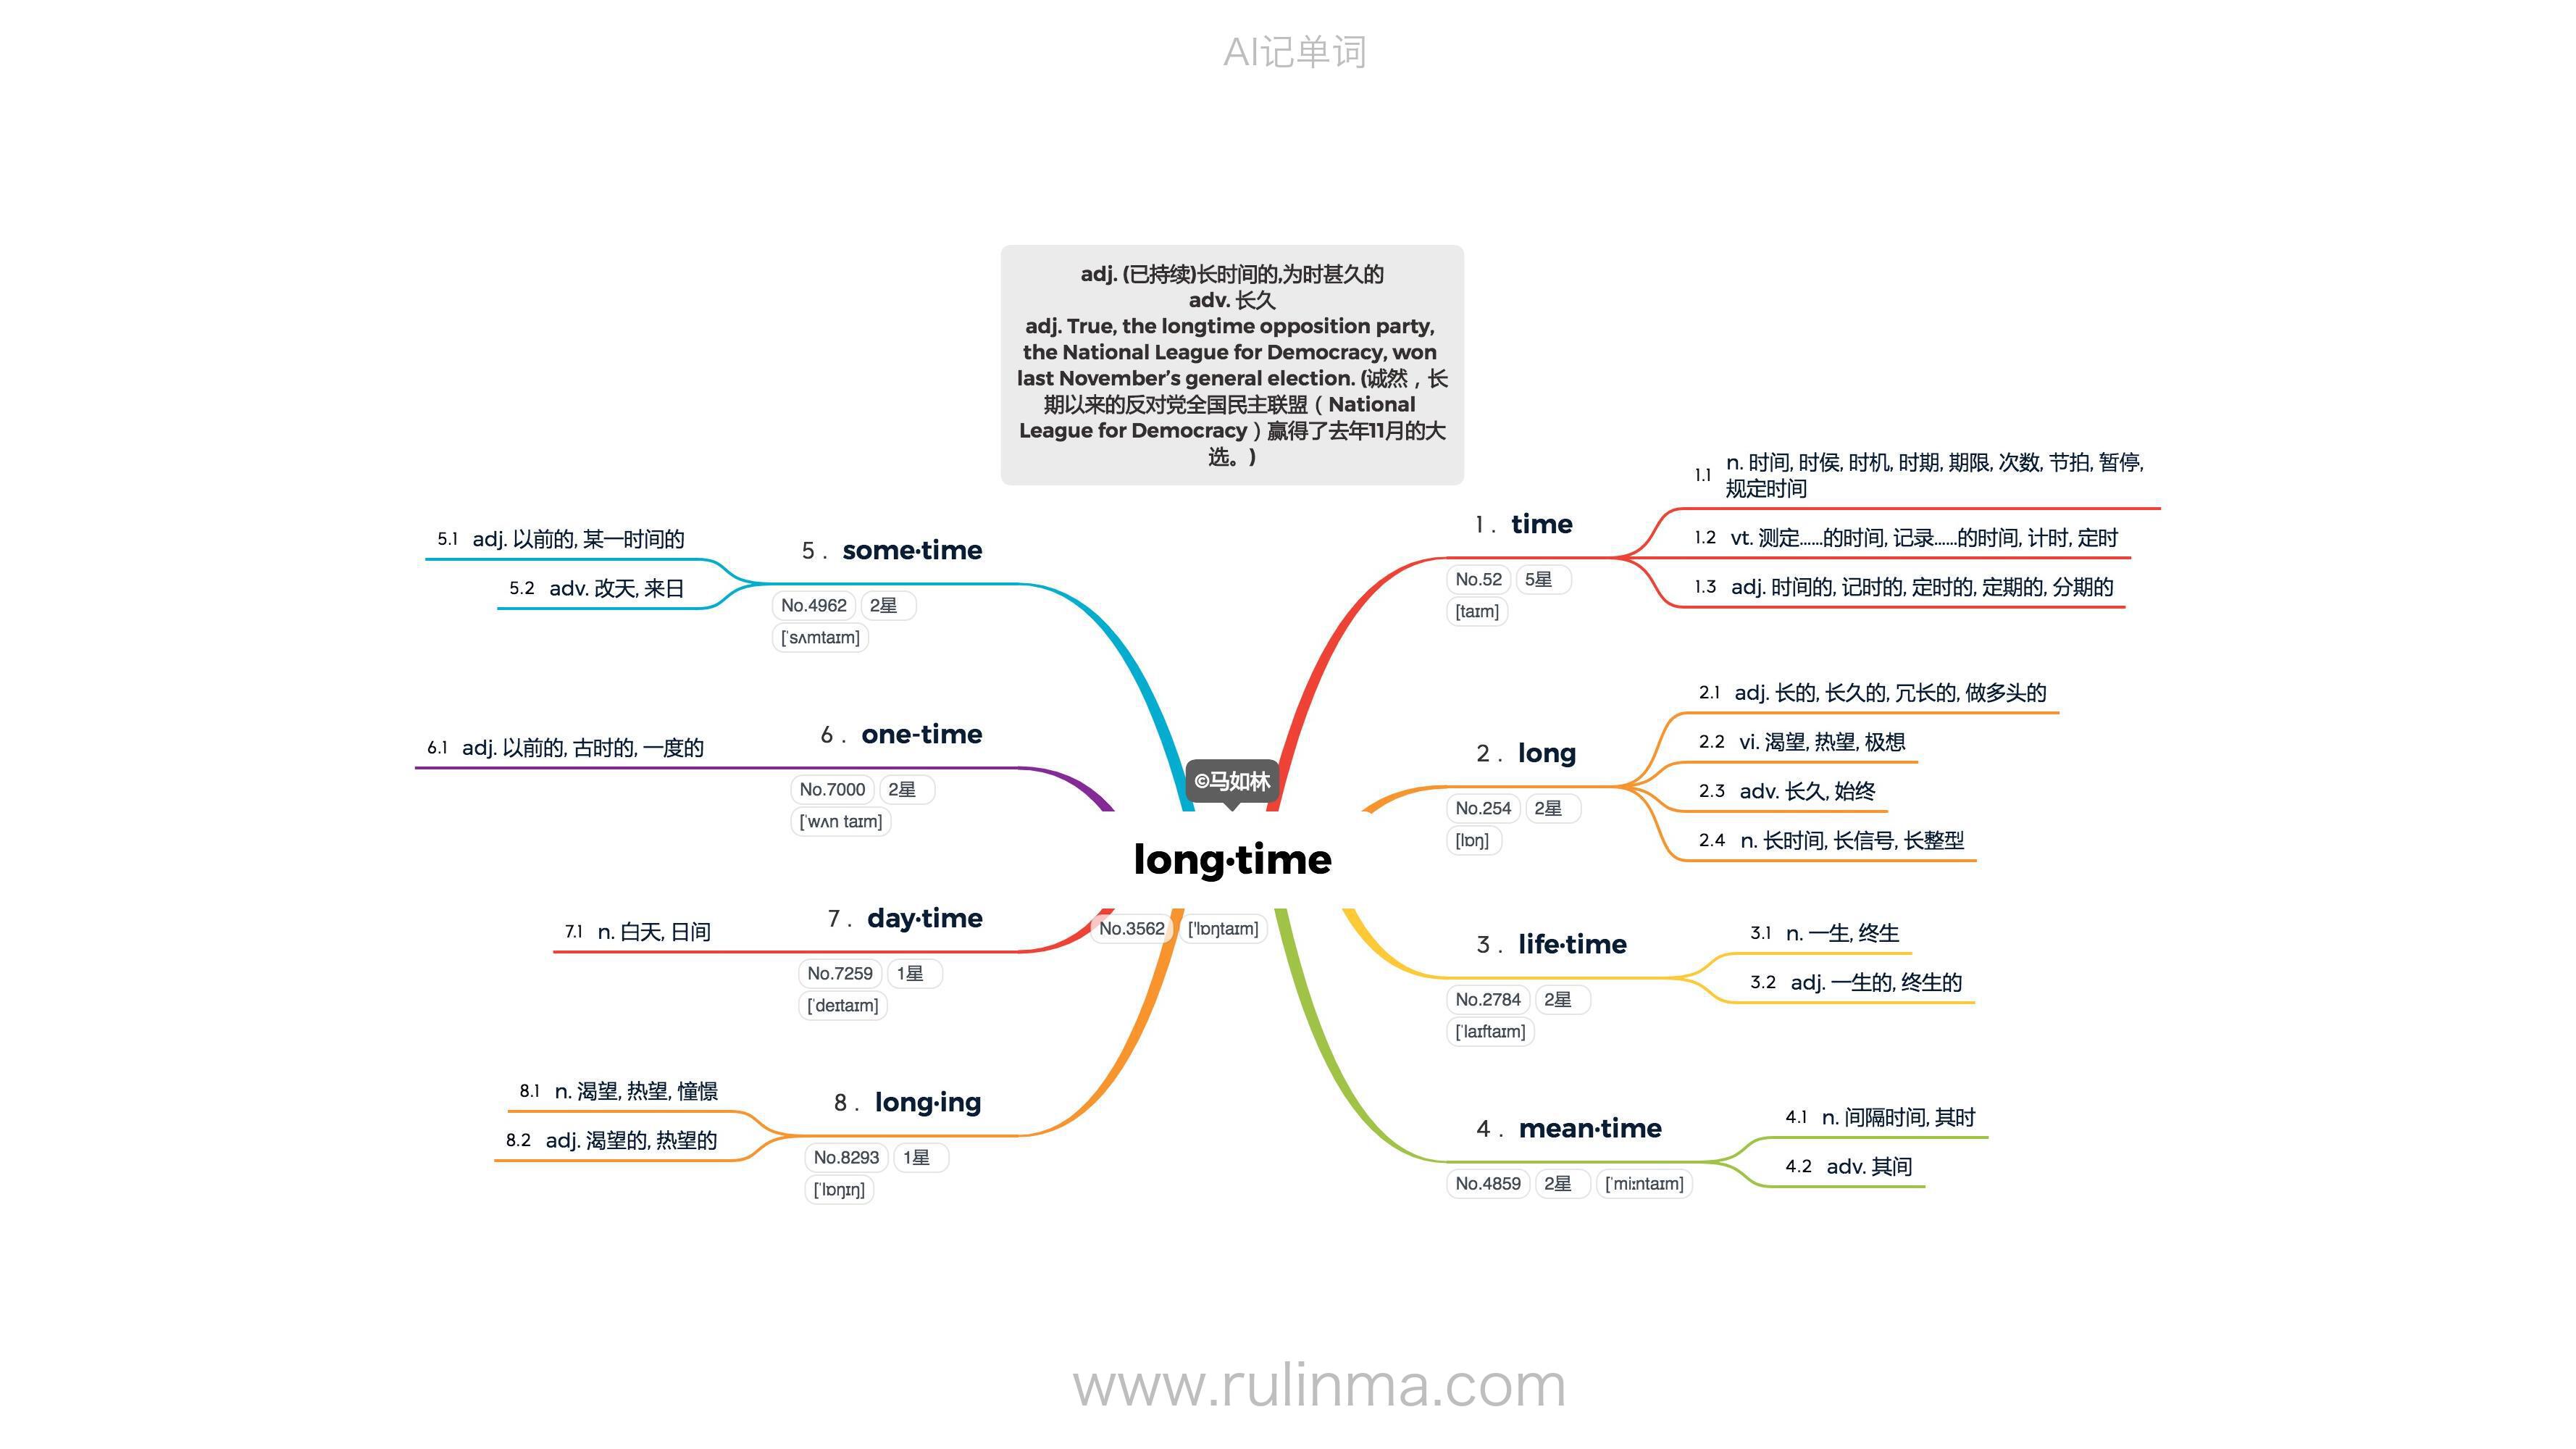 AI记单词
adj. (已持续)长时间的,为时甚久的
adv. 长久
adj. True, the longtime opposition party,
the National League for Democracy, won
last November’s general election. (诚然，长
期以来的反对党全国民主联盟（National
League for Democracy）赢得了去年11月的大
选。)
©马如林
long·time
No.3562 ['lɒŋtaɪm]
1 . time
No.52 5星
[taɪm]
1.1 n. 时间, 时侯, 时机, 时期, 期限, 次数, 节拍, 暂停,
规定时间
1.2 vt. 测定......的时间, 记录......的时间, 计时, 定时
1.3 adj. 时间的, 记时的, 定时的, 定期的, 分期的
2 . long
No.254 2星
[lɒŋ]
2.1 adj. 长的, 长久的, 冗长的, 做多头的
2.2 vi. 渴望, 热望, 极想
2.3 adv. 长久, 始终
2.4 n. 长时间, 长信号, 长整型
3 . life·time
No.2784 2星
['laɪftaɪm]
3.1 n. 一生, 终生
3.2 adj. 一生的, 终生的
4 . mean·time
No.4859 2星 ['miːntaɪm]
4.1 n. 间隔时间, 其时
4.2 adv. 其间
5 . some·time
No.4962 2星
['sʌmtaɪm]
5.1 adj. 以前的, 某一时间的
5.2 adv. 改天, 来日
6 . one-time
No.7000 2星
['wʌn taɪm]
6.1 adj. 以前的, 古时的, 一度的
7 . day·time
No.7259 1星
['deɪtaɪm]
7.1 n. 白天, 日间
8 . long·ing
No.8293 1星
['lɒŋɪŋ]
8.1 n. 渴望, 热望, 憧憬
8.2 adj. 渴望的, 热望的
www.rulinma.com